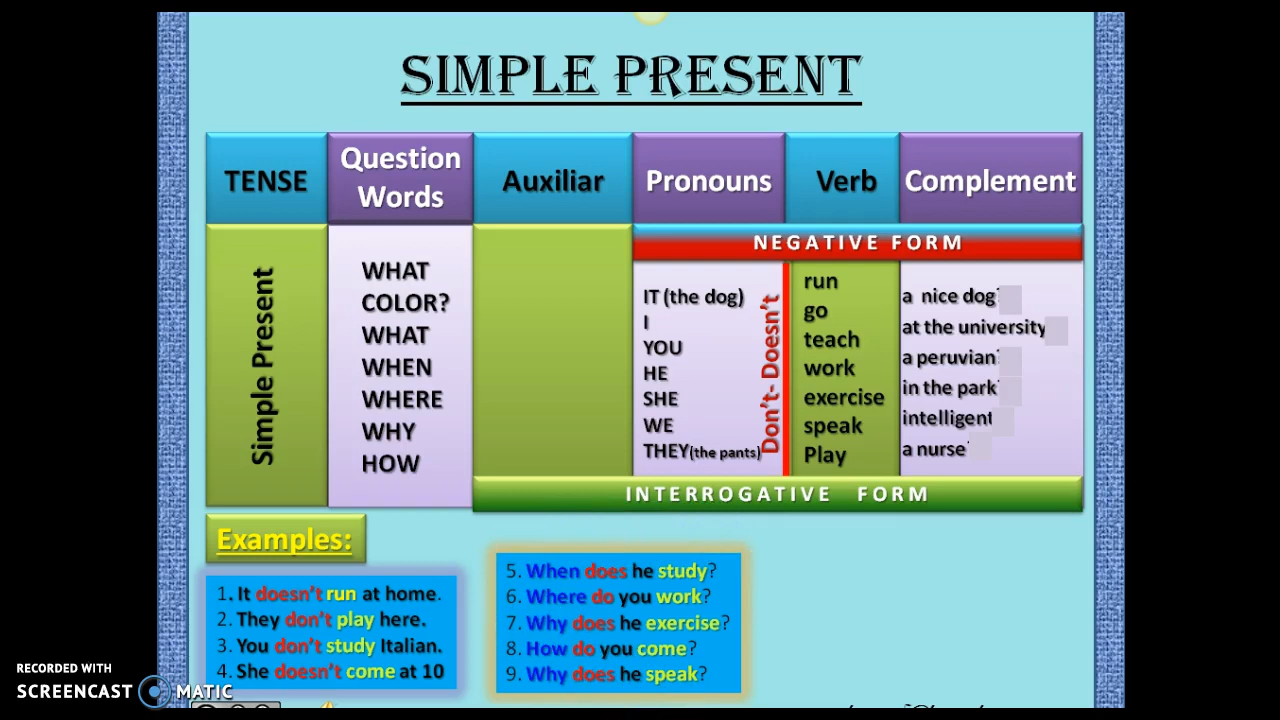 SIMPLE PRESENT
TENSE
Question
Words
Auxiliar
Pronouns
Verb
Complement
Simple Present
WHAT
COLOR?
WHAT
WHEN
WHERE
WHY
HOW
NEGATIVE FORM
IT (the dog)
I
YOU
HE
SHE
WE
THEY(the pants)
Don't- Doesn't
run
go
teach
work
exercise
speak
Play
a nice dog
at the university
a peruvian
in the park
intelligent
a nurse
INTERROGATIVE FORM
Examples:
1. It doesn't run at home.
2. They don't play here.
3. You don't study Italian.
4. She doesn't come at 10
5. When does he study?
6. Where do you work?
7. Why does he exercise?
8. How do you come?
9. Why does he speak?
RECORDED WITH
SCREENCAST MATIC